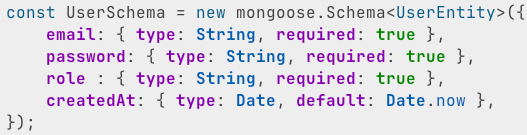 const UserSchema = new mongoose.Schema<UserEntity>({
    email: { type: String, required: true },
    password: { type: String, required: true },
    role : { type: String, required: true },
    createdAt: { type: Date, default: Date.now },
});